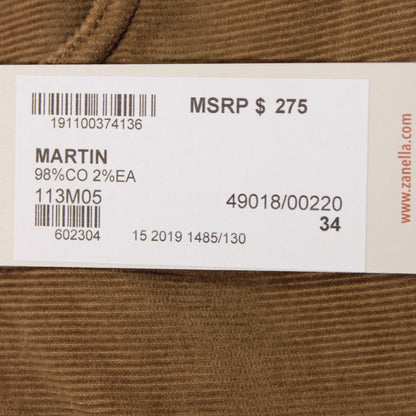 MSRP $ 275
191100374136
MARTIN
98%CO 2%EA
113M05
49018/00220
34
602304
15 2019 1485/130
www.zanella.com